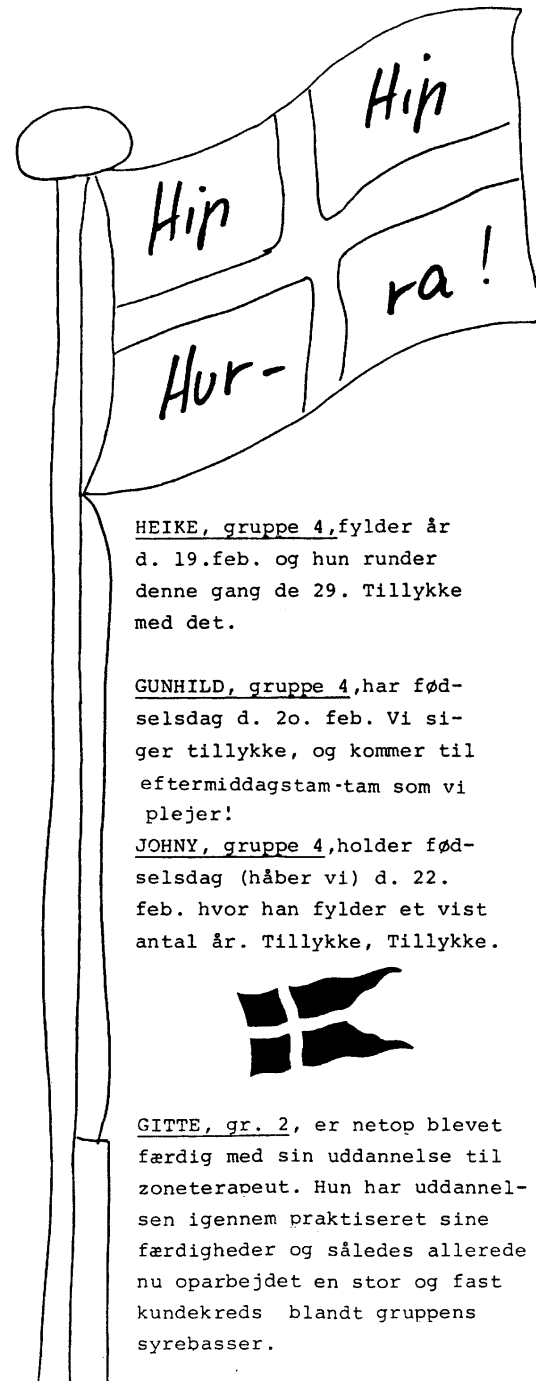 Hip
Hip
Hur-
ra!
HEIKE, gruppe 4,fylder år
d. 19.feb. og hun runder
denne gang de 29. Tillykke
med det.
GUNHILD, gruppe 4,har fød-
selsdag d. 2o. feb. Vi si-
ger tillykke, og kommer til
eftermiddagstam-tam som vi
plejer!
JOHNY, gruppe 4,holder fød-
selsdag (håber vi) d. 22.
feb. hvor han fylder et vist
antal år. Tillykke, Tillykke.
GITTE, gr. 2, er netop blevet
færdig med sin uddannelse til
zoneterapeut. Hun har uddannel-
sen igennem praktiseret sine
færdigheder og således allerede
nu oparbejdet en stor og fast
kundekreds blandt gruppens
syrebasser.